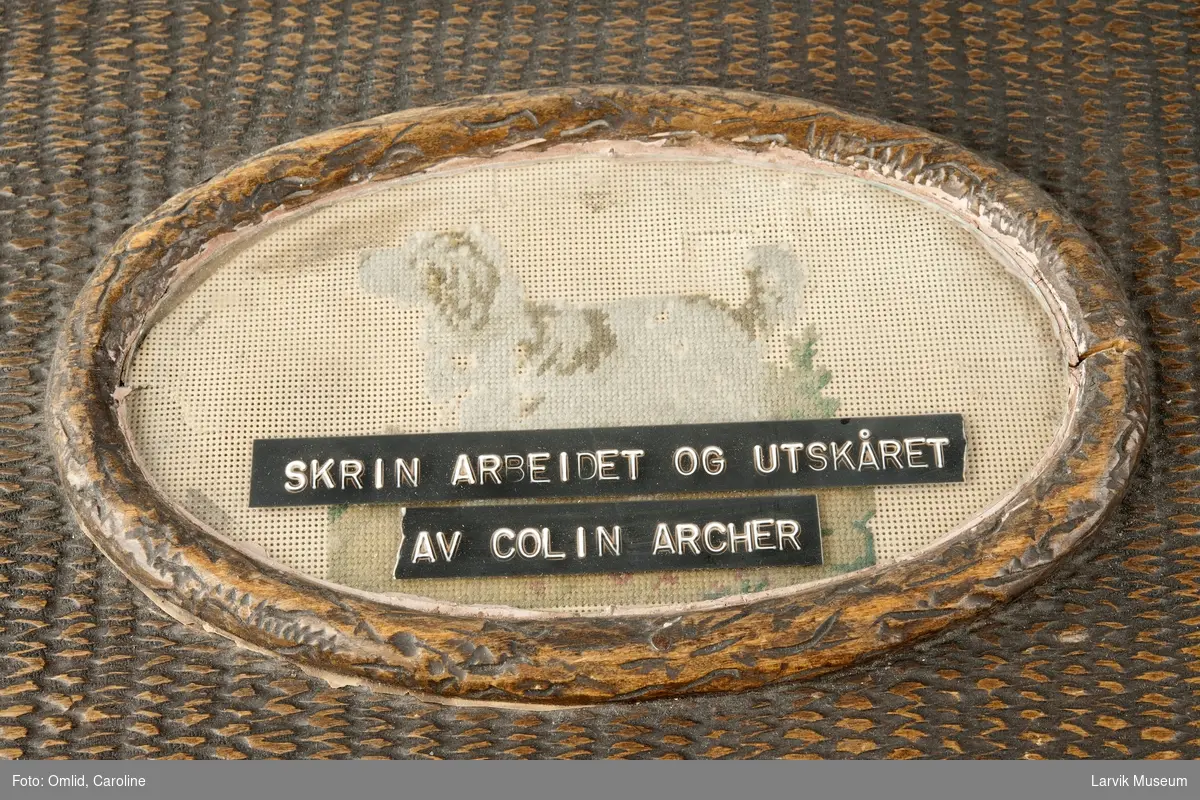 SKRIN ARBEIDET OG UTSKÅRET
AV COLIN ARCHER
Foto: Omlid, Caroline
Larvik Museum